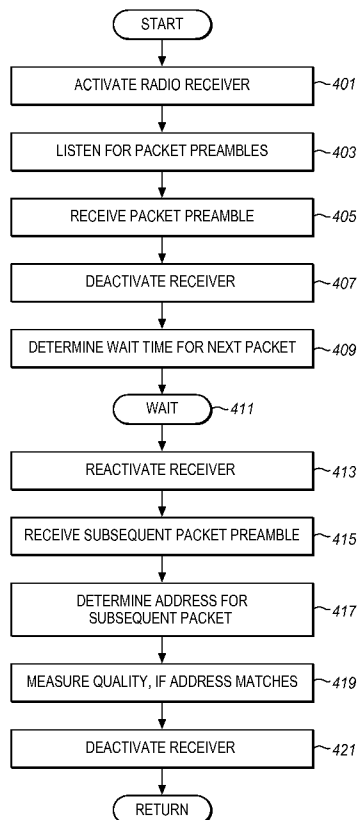 START
ACTIVATE RADIO RECEIVER 401
LISTEN FOR PACKET PREAMBLES 403
RECEIVE PACKET PREAMBLE 405
DEACTIVATE RECEIVER 407
DETERMINE WAIT TIME FOR NEXT PACKET 409
WAIT 411
REACTIVATE RECEIVER 413
RECEIVE SUBSEQUENT PACKET PREAMBLE 415
DETERMINE ADDRESS FOR
SUBSEQUENT PACKET 417
MEASURE QUALITY, IF ADDRESS MATCHES 419
DEACTIVATE RECEIVER 421
RETURN